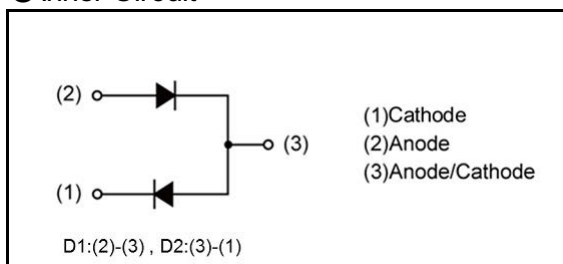 Inner Circuit
(2)
(3)
(1)
(1)Cathode
(2)Anode
(3)Anode/Cathode
D1:(2)-(3) , D2:(3)-(1)